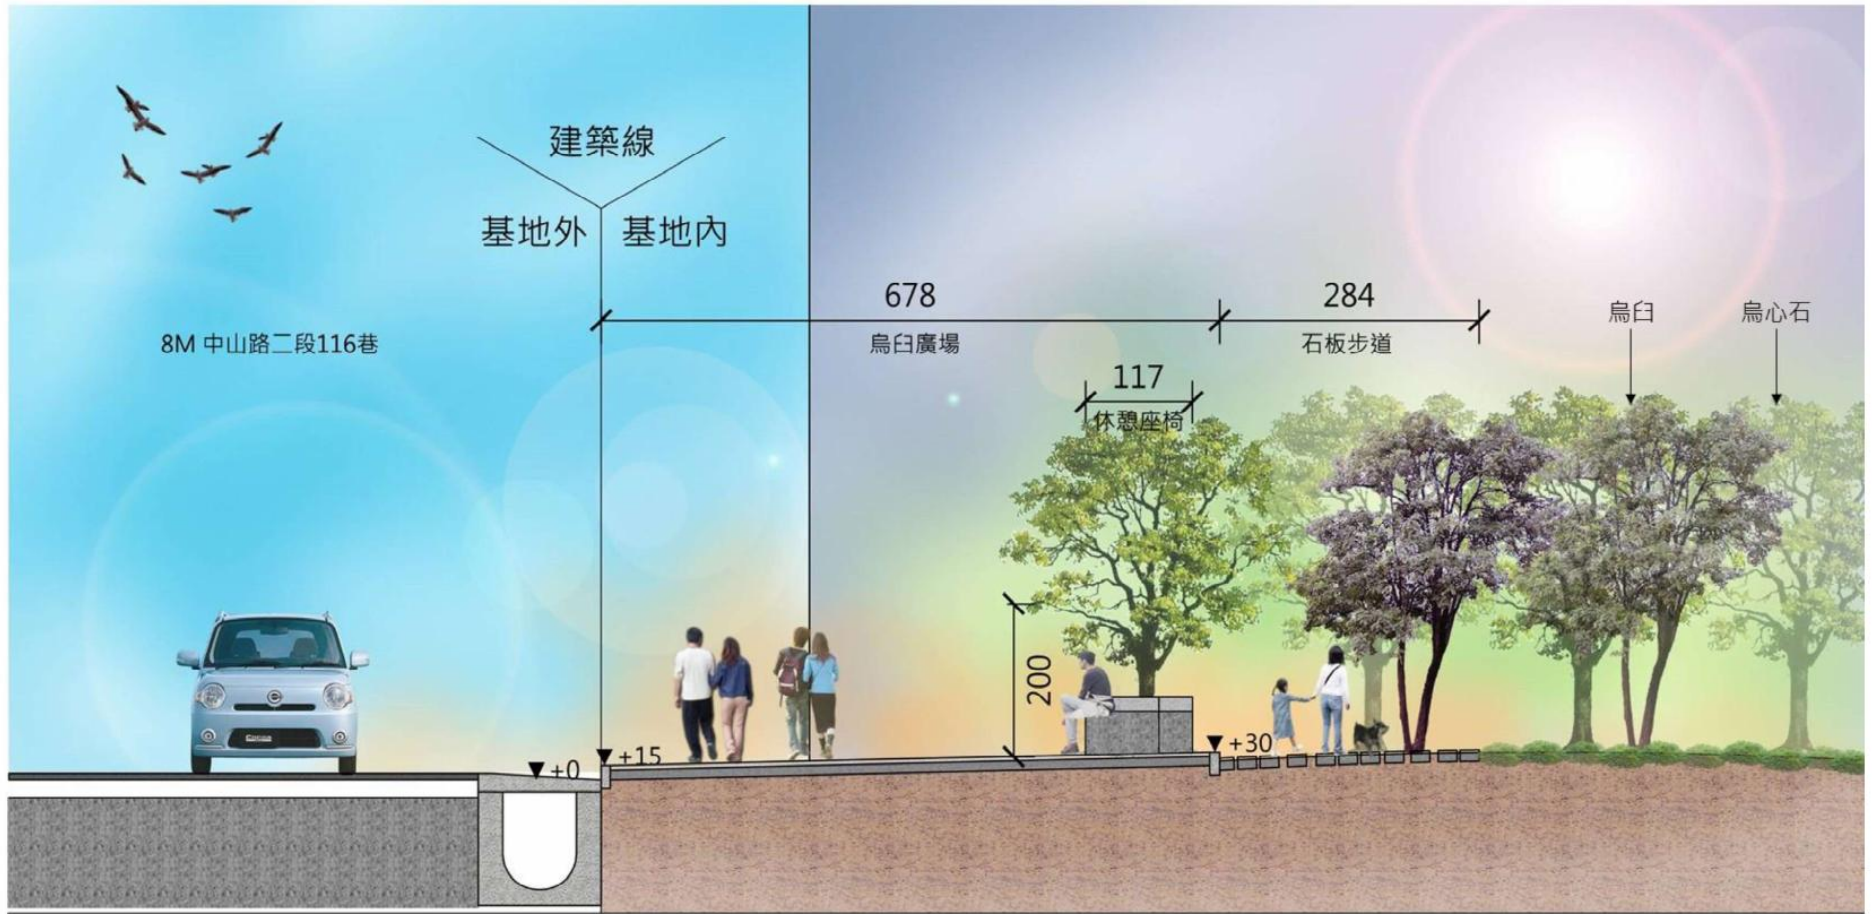 建築線
基地外 基地內
678
284
烏臼
烏心石
8M 中山路二段116巷
烏臼廣場
石板步道
117
休憩座椅
200
+0
+15
+30